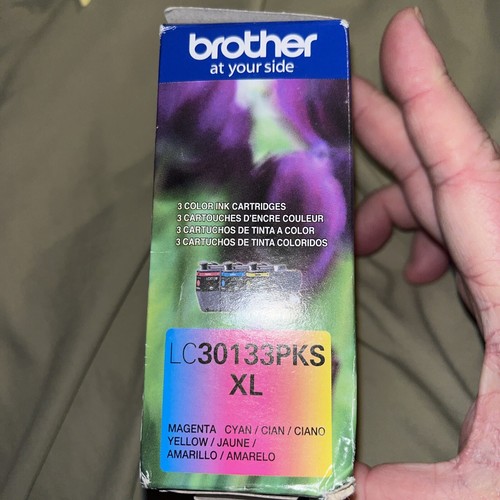 brother
at your side
3 COLOR INK CARTRIDGES
3 CARTOUCHES D'ENCRE COULEUR
3 CARTUCHOS DE TINTA A COLOR
3 CARTUCHOS DE TINTA COLORIDOS
LC30133PKS
XL
MAGENTA CYAN / CIAN / CIANO
YELLOW / JAUNE /
AMARILLO / AMARELO